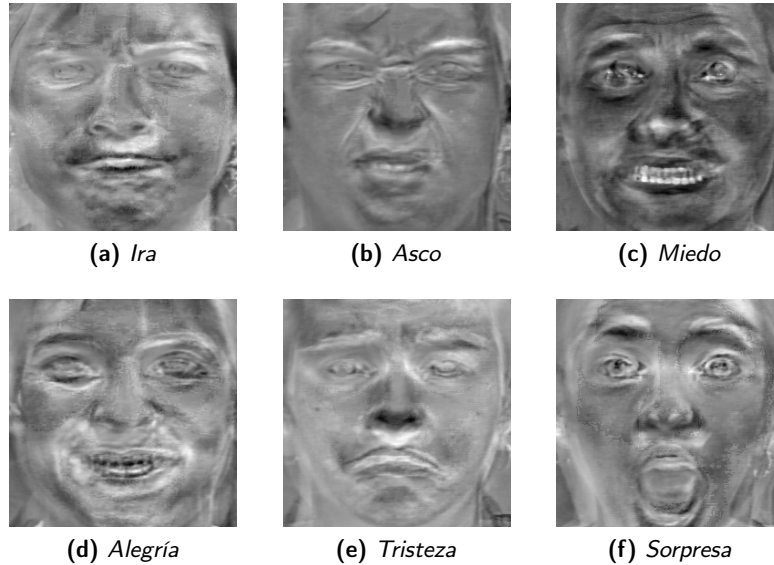 (a) Ira
(b) Asco
(c) Miedo
(d) Alegría
(e) Tristeza
(f) Sorpresa